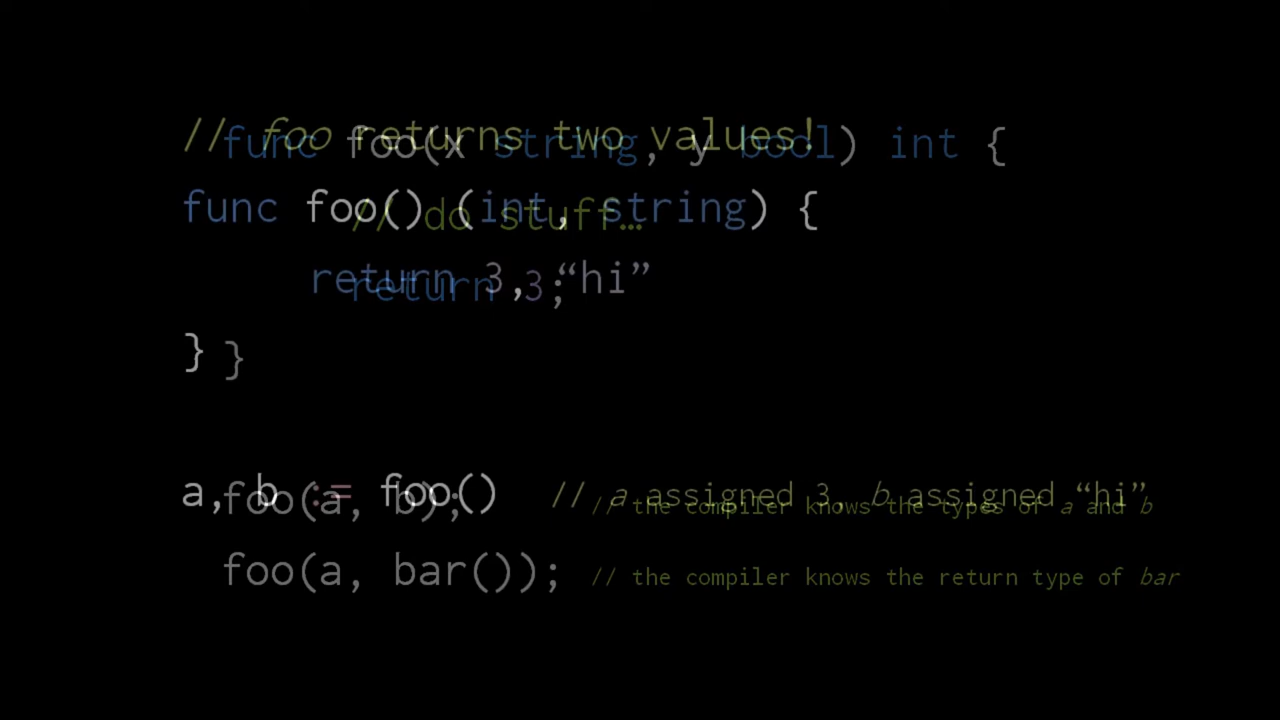 // foo returns two values!
func foo() (int, string) {
return 3, “hi”
}
a, b := foo() // a assigned 3, b assigned “hi”
func foo(x string, y bool) int {
// do stuff…
return 3;
}
foo(a, b); // the compiler knows the types of a and b
foo(a, bar()); // the compiler knows the return type of bar